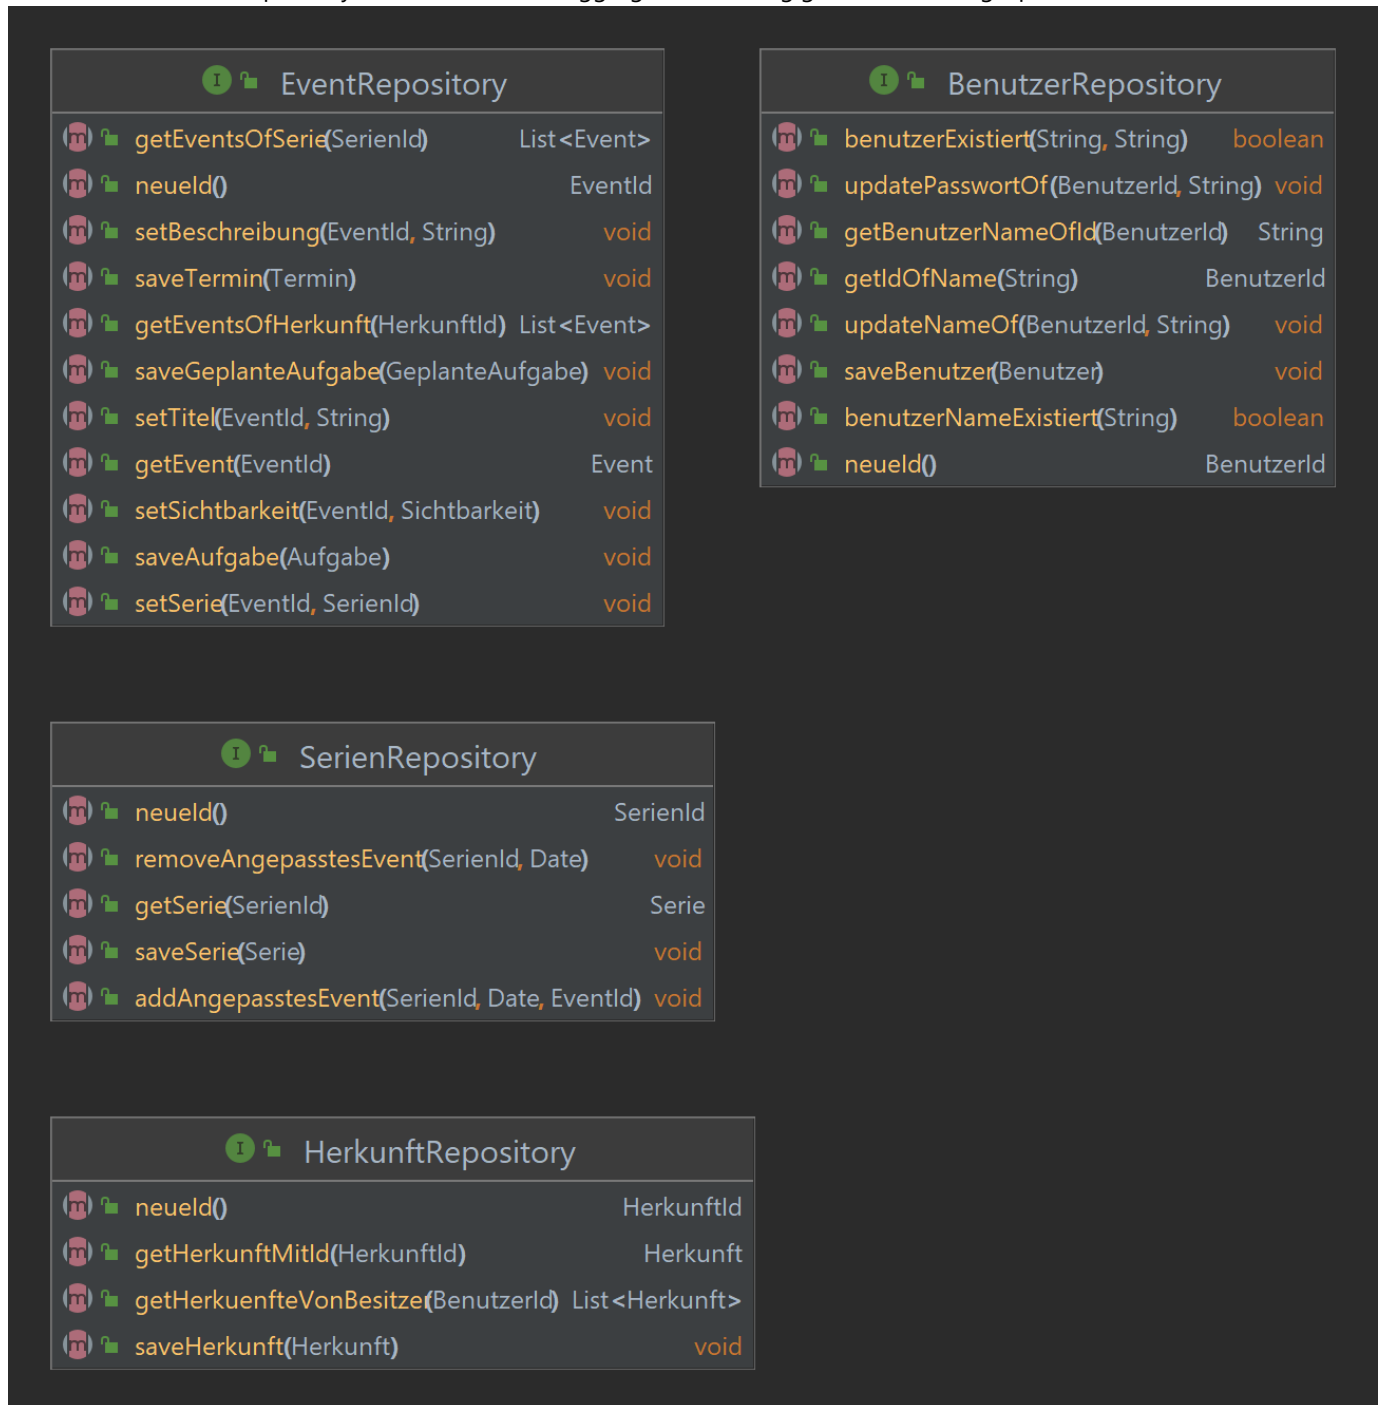 EventRepository
getEventsOfSerie(SerienId) List<Event>
neueId() EventId
setBeschreibung(EventId, String) void
saveTermin(Termin) void
getEventsOfHerkunft(HerkunftId) List<Event>
saveGeplanteAufgabe(GeplanteAufgabe) void
setTitel(EventId, String) void
getEvent(EventId) Event
setSichtbarkeit(EventId, Sichtbarkeit) void
saveAufgabe(Aufgabe) void
setSerie(EventId, SerienId) void
BenutzerRepository
benutzerExistiert(String, String) boolean
updatePasswortOf(BenutzerId, String) void
getBenutzerNameOfId(BenutzerId) String
getIdOfName(String) BenutzerId
updateNameOf(BenutzerId, String) void
saveBenutzer(Benutzer) void
benutzerNameExistiert(String) boolean
neueId() BenutzerId
SerienRepository
neueId() SerienId
removeAngepasstesEvent(SerienId, Date) void
getSerie(SerienId) Serie
saveSerie(Serie) void
addAngepasstesEvent(SerienId, Date, EventId) void
HerkunftRepository
neueId() HerkunftId
getHerkunftMitId(HerkunftId) Herkunft
getHerkuenfteVonBesitzer(BenutzerId) List<Herkunft>
saveHerkunft(Herkunft) void